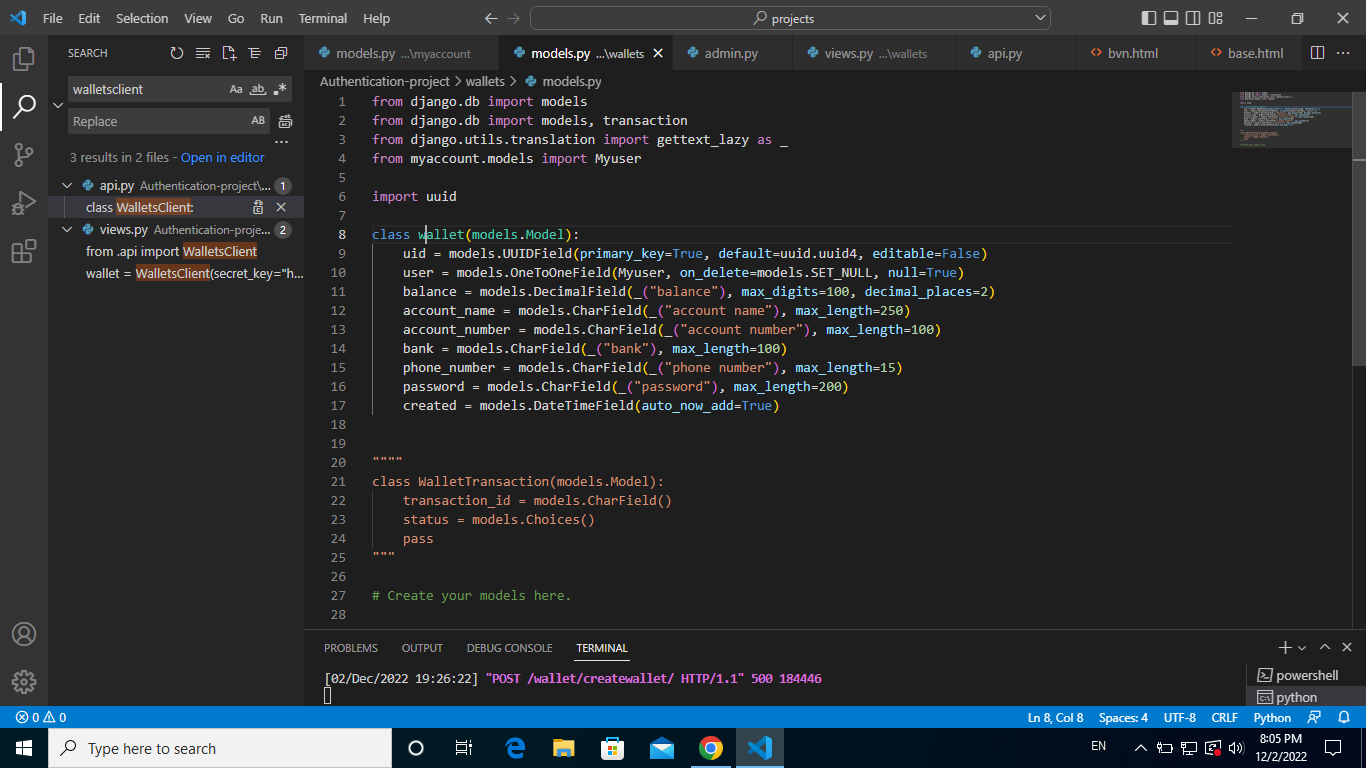 File Edit Selection View Go Run Terminal Help
projects
SEARCH
walletsclient
Aa ab .*
Replace
AB
3 results in 2 files - Open in editor
api.py Authentication-project\... 1
class WalletsClient:
views.py Authentication-proje... 2
from .api import WalletsClient
wallet = WalletsClient(secret_key="h...
models.py ...\myaccount
models.py ...\wallets
admin.py
views.py ...\wallets
api.py
bvn.html
base.html
Authentication-project > wallets > models.py
1 from django.db import models
2 from django.db import models, transaction
3 from django.utils.translation import gettext_lazy as _
4 from myaccount.models import Myuser
5
6 import uuid
7
8 class wallet(models.Model):
9 uid = models.UUIDField(primary_key=True, default=uuid.uuid4, editable=False)
10 user = models.OneToOneField(Myuser, on_delete=models.SET_NULL, null=True)
11 balance = models.DecimalField(_("balance"), max_digits=100, decimal_places=2)
12 account_name = models.CharField(_("account name"), max_length=250)
13 account_number = models.CharField(_("account number"), max_length=100)
14 bank = models.CharField(_("bank"), max_length=100)
15 phone_number = models.CharField(_("phone number"), max_length=15)
16 password = models.CharField(_("password"), max_length=200)
17 created = models.DateTimeField(auto_now_add=True)
18
19
20 """"
21 class WalletTransaction(models.Model):
22 transaction_id = models.CharField()
23 status = models.Choices()
24 pass
25 """
26
27 # Create your models here.
28
PROBLEMS OUTPUT DEBUG CONSOLE TERMINAL
[02/Dec/2022 19:26:22] "POST /wallet/createwallet/ HTTP/1.1" 500 184446
powershell
python
0 0
Ln 8, Col 8 Spaces: 4 UTF-8 CRLF Python
Type here to search
EN
8:05 PM
12/2/2022